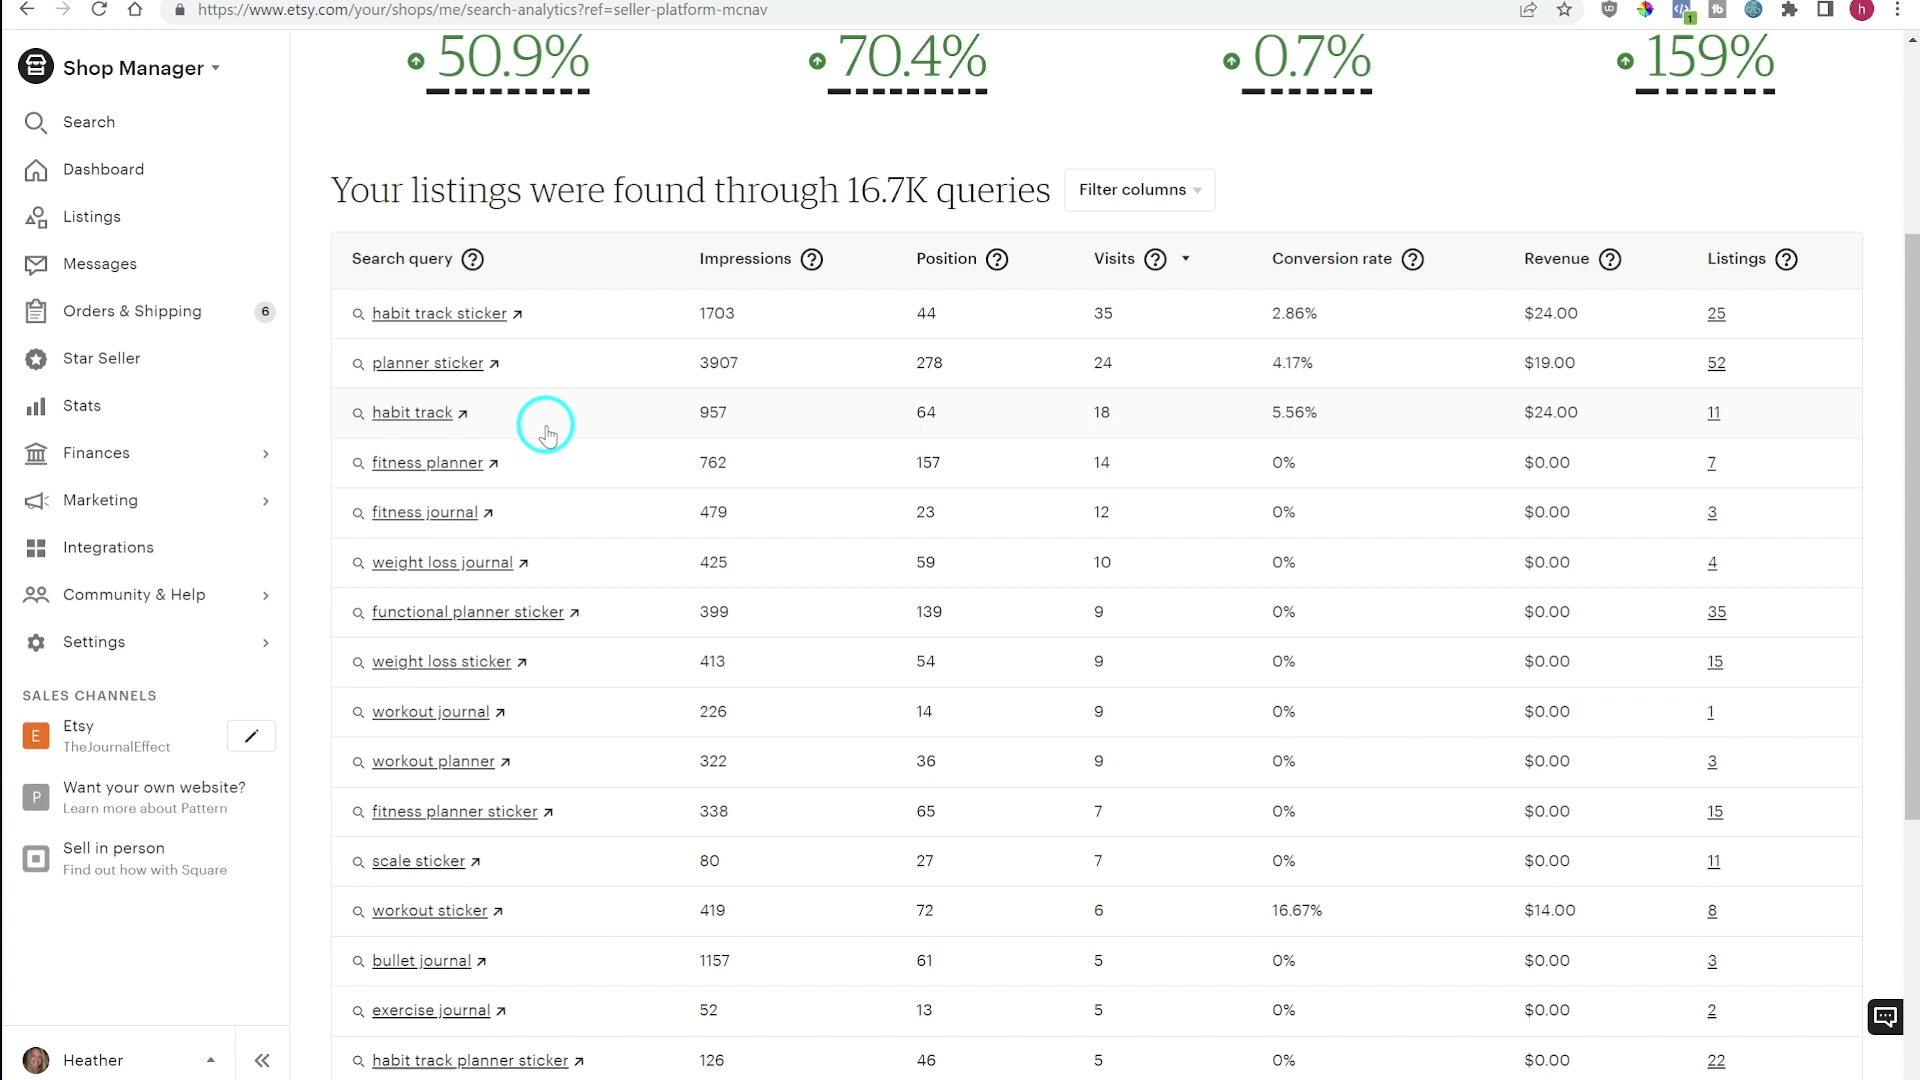 https://www.etsy.com/your/shops/me/search-analytics?ref=seller-platform-mcnav
1
h
Shop Manager
Search
Dashboard
Listings
Messages
Orders & Shipping 6
Star Seller
Stats
Finances
Marketing
Integrations
Community & Help
Settings
SALES CHANNELS
E
Etsy
TheJournalEffect
P
Want your own website?
Learn more about Pattern
Sell in person
Find out how with Square
Heather
50.9% 70.4% 0.7% 159%
Your listings were found through 16.7K queries Filter columns
Search query ? Impressions ? Position ? Visits ? Conversion rate ? Revenue ? Listings ?
habit track sticker 1703 44 35 2.86% $24.00 25
planner sticker 3907 278 24 4.17% $19.00 52
habit track 957 64 18 5.56% $24.00 11
fitness planner 762 157 14 0% $0.00 7
fitness journal 479 23 12 0% $0.00 3
weight loss journal 425 59 10 0% $0.00 4
functional planner sticker 399 139 9 0% $0.00 35
weight loss sticker 413 54 9 0% $0.00 15
workout journal 226 14 9 0% $0.00 1
workout planner 322 36 9 0% $0.00 3
fitness planner sticker 338 65 7 0% $0.00 15
scale sticker 80 27 7 0% $0.00 11
workout sticker 419 72 6 16.67% $14.00 8
bullet journal 1157 61 5 0% $0.00 3
exercise journal 52 13 5 0% $0.00 2
habit track planner sticker 126 46 5 0% $0.00 22